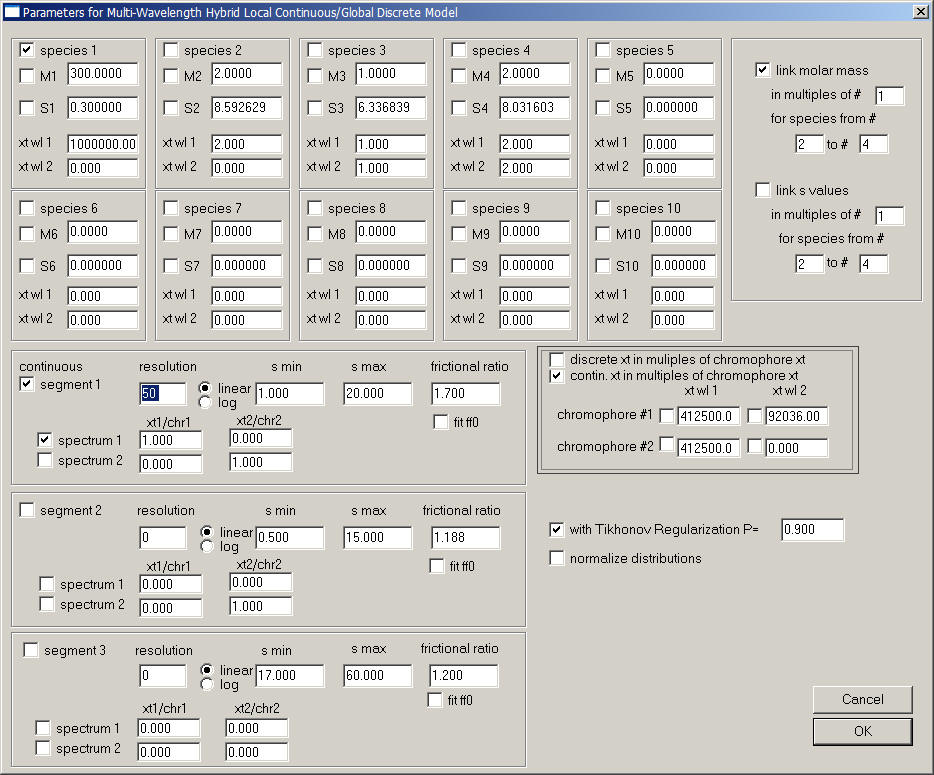 Parameters for Multi-Wavelength Hybrid Local Continuous/Global Discrete Model
species 1
M1 300.0000
S1 0.300000
xt wl 1 1000000.00
xt wl 2 0.000
species 2
M2 2.0000
S2 8.592629
xt wl 1 2.000
xt wl 2 0.000
species 3
M3 1.0000
S3 6.336839
xt wl 1 1.000
xt wl 2 1.000
species 4
M4 2.0000
S4 8.031603
xt wl 1 2.000
xt wl 2 2.000
species 5
M5 0.0000
S5 0.000000
xt wl 1 0.000
xt wl 2 0.000
link molar mass
in multiples of # 1
for species from #
2 to # 4
link s values
in multiples of # 1
for species from #
2 to # 4
species 6
M6 0.0000
S6 0.000000
xt wl 1 0.000
xt wl 2 0.000
species 7
M7 0.0000
S7 0.000000
xt wl 1 0.000
xt wl 2 0.000
species 8
M8 0.0000
S8 0.000000
xt wl 1 0.000
xt wl 2 0.000
species 9
M9 0.0000
S9 0.000000
xt wl 1 0.000
xt wl 2 0.000
species 10
M10 0.0000
S10 0.000000
xt wl 1 0.000
xt wl 2 0.000
continuous resolution s min s max frictional ratio
segment 1 50 linear 1.000 20.000 1.700
log
xt1/chr1 xt2/chr2 fit ff0
spectrum 1 1.000 0.000
spectrum 2 0.000 1.000
discrete xt in muliples of chromophore xt
contin. xt in multiples of chromophore xt
xt wl 1 xt wl 2
chromophore #1 412500.0 92036.00
chromophore #2 412500.0 0.000
segment 2 resolution s min s max frictional ratio
0 linear 0.500 15.000 1.188
log
xt1/chr1 xt2/chr2 fit ff0
spectrum 1 0.000 0.000
spectrum 2 0.000 1.000
with Tikhonov Regularization P= 0.900
normalize distributions
segment 3 resolution s min s max frictional ratio
0 linear 17.000 60.000 1.200
log
xt1/chr1 xt2/chr2 fit ff0
spectrum 1 0.000 0.000
spectrum 2 0.000 0.000
Cancel
OK